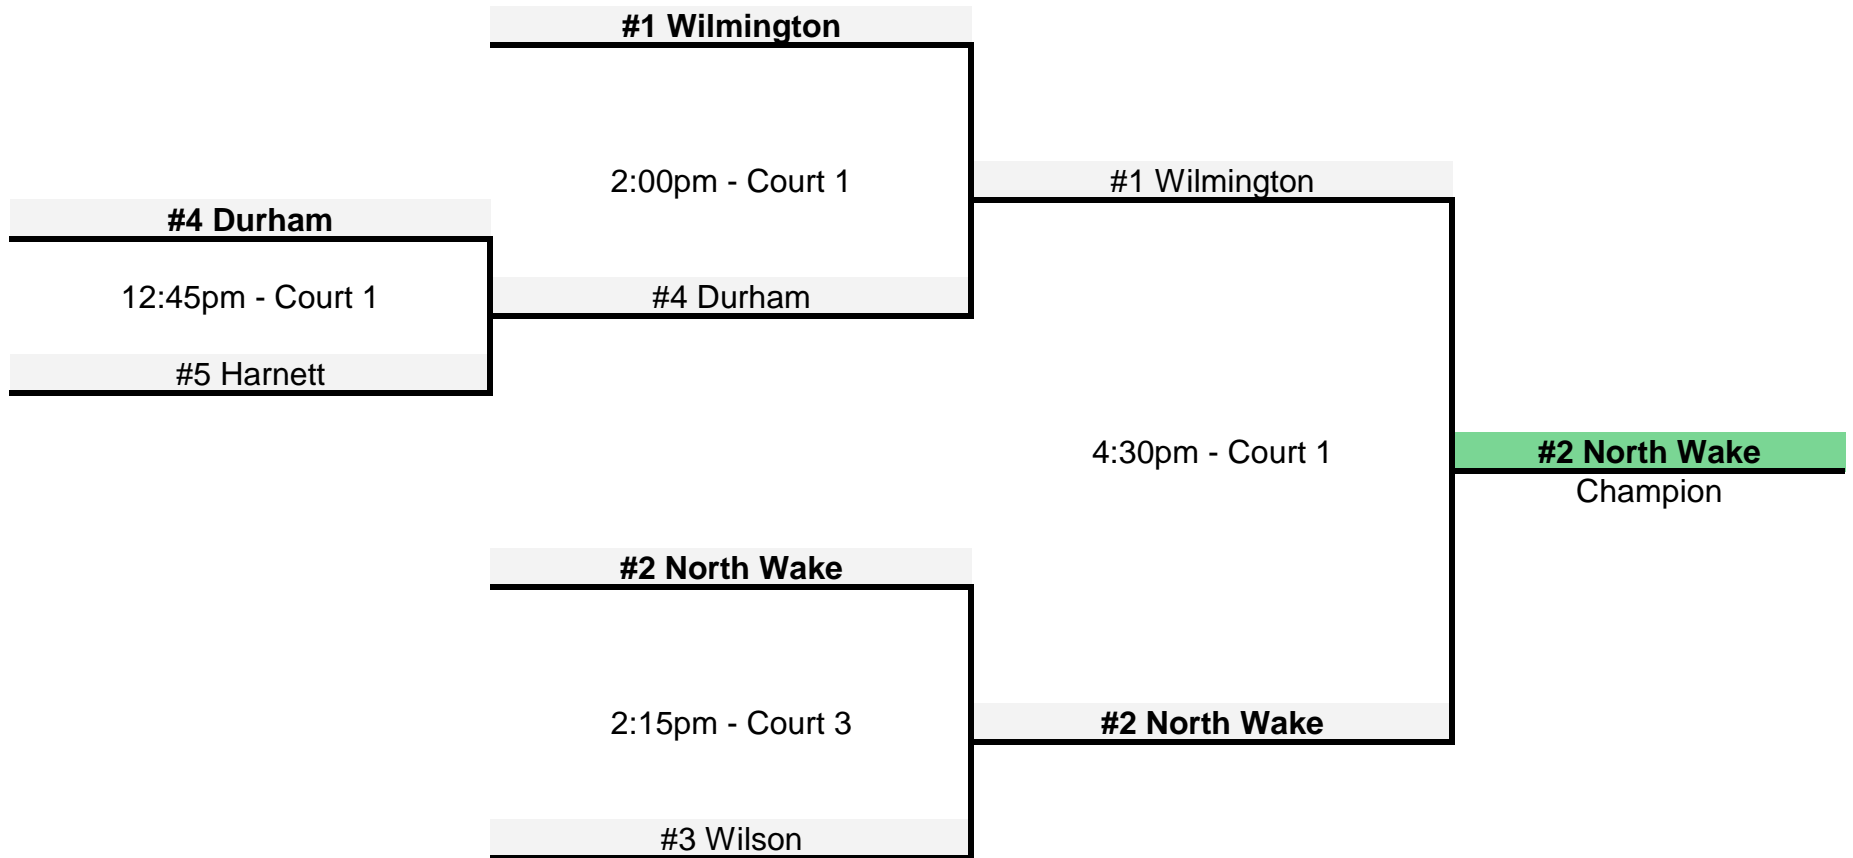 #1 Wilmington
2:00pm - Court 1
#1 Wilmington
#4 Durham
12:45pm - Court 1
#4 Durham
#5 Harnett
4:30pm - Court 1
#2 North Wake
Champion
#2 North Wake
2:15pm - Court 3
#2 North Wake
#3 Wilson